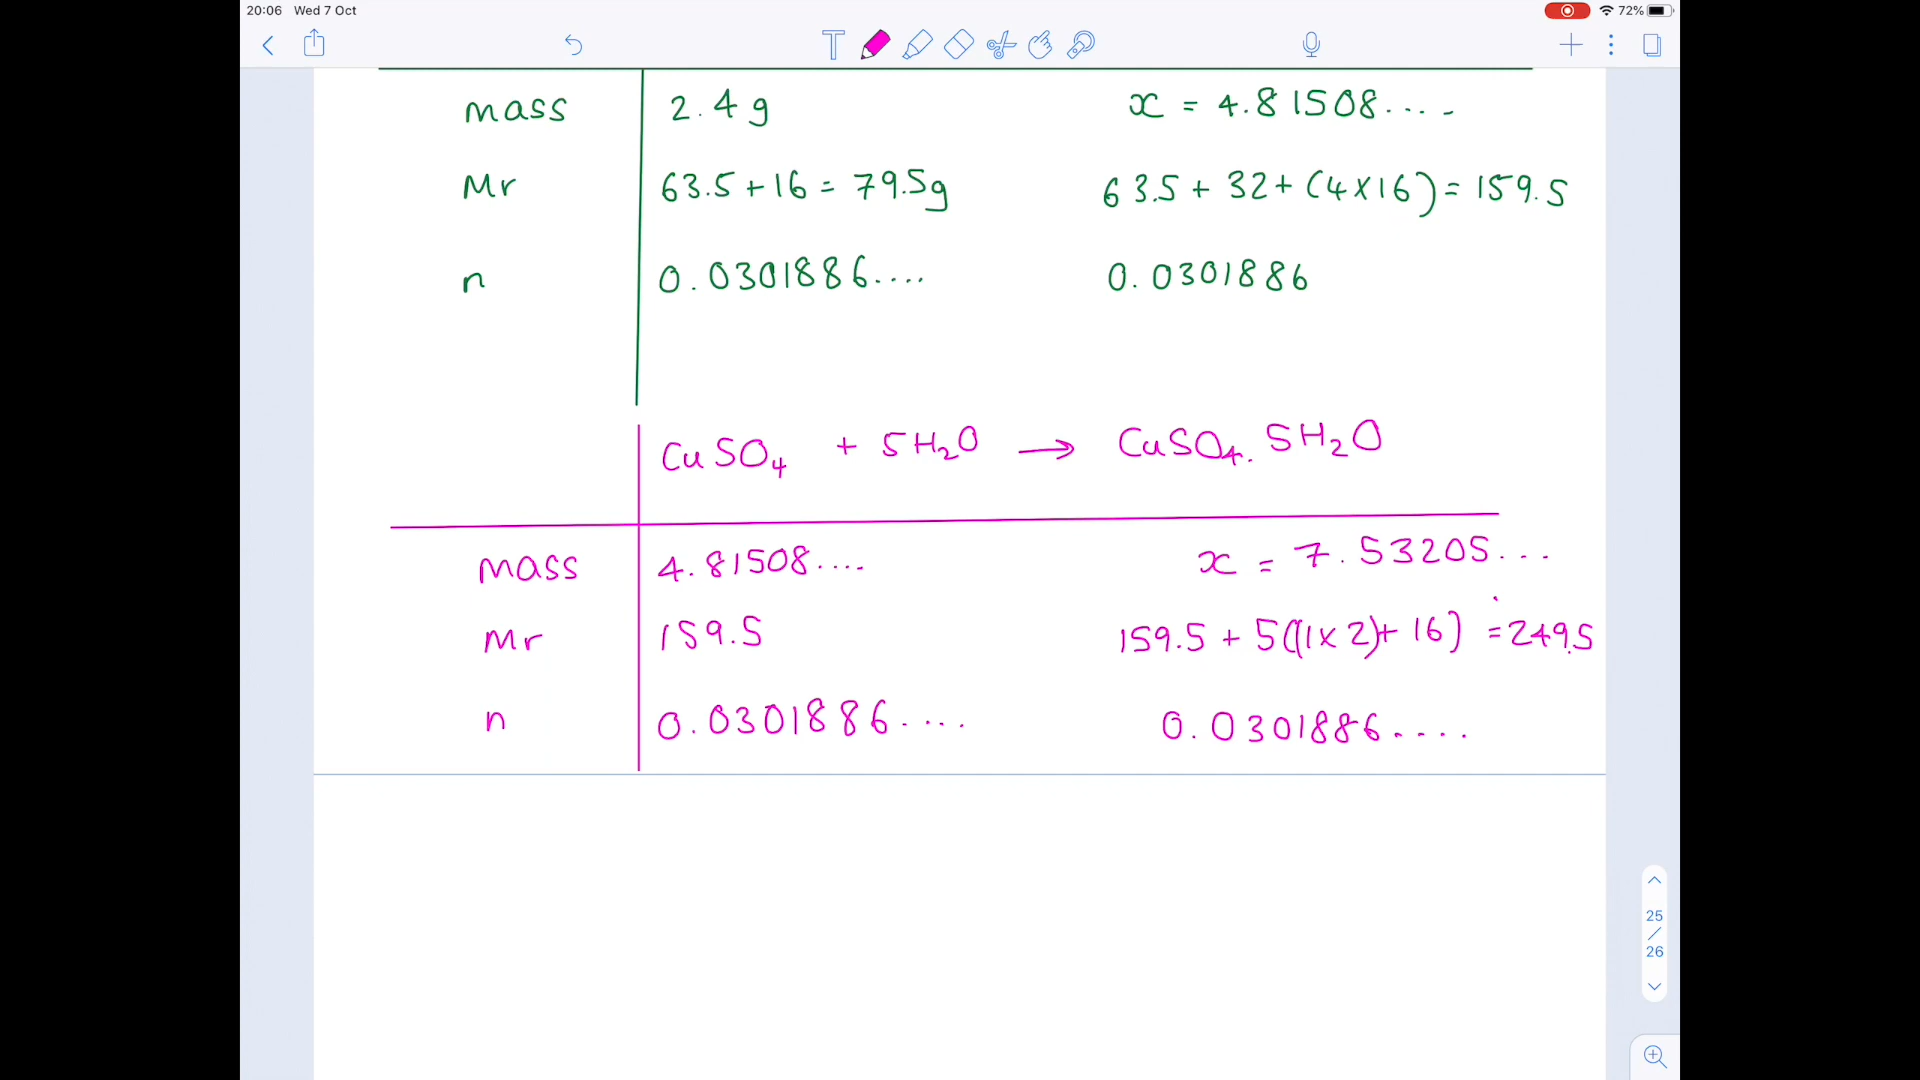 20:06 Wed 7 Oct 72%
T
mass 2.4g x = 4.81508....
Mr 63.5+16 = 79.5g 63.5 + 32 + (4x16) = 159.5
n 0.0301886.... 0.0301886
CuSO4 + 5H2O → CuSO4.5H2O
mass 4.81508.... x = 7.53205...
Mr 159.5 159.5 + 5((1x2)+ 16) = 249.5
n 0.0301886.... 0.0301886....
25
/
26